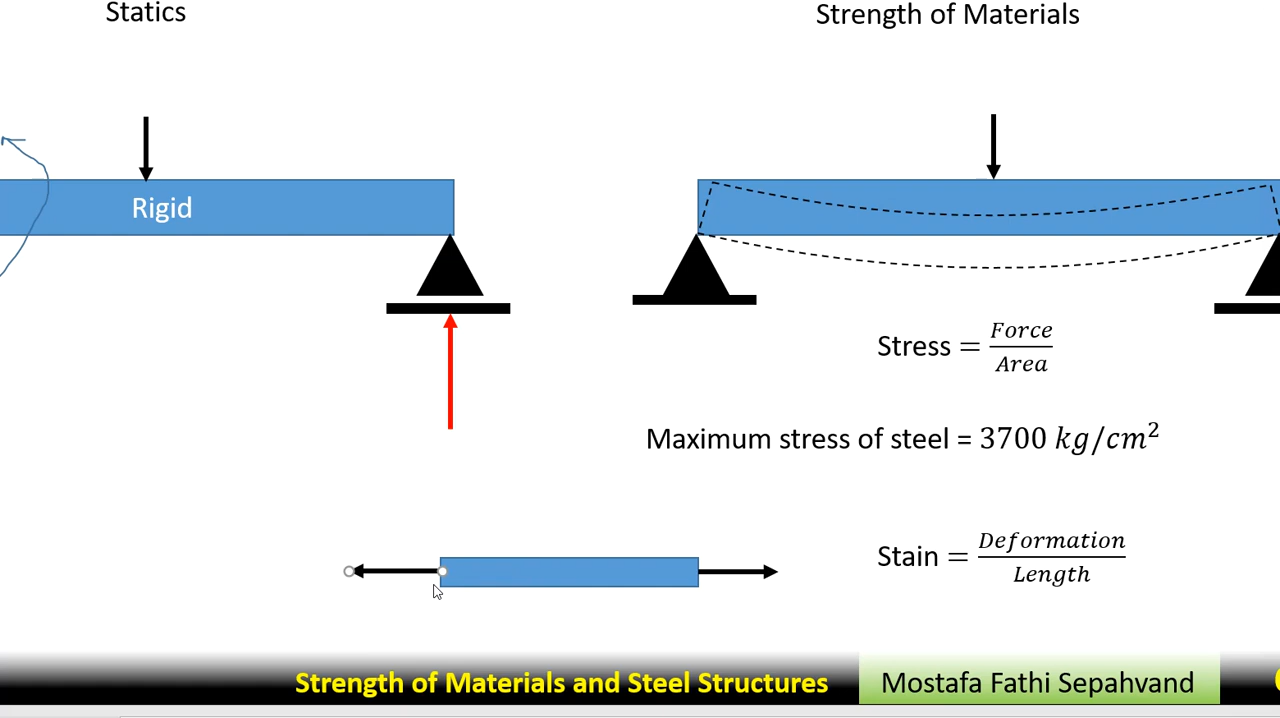 Statics
Strength of Materials
Rigid
Stress = Force/Area
Maximum stress of steel = 3700 kg/cm²
Stain = Deformation/Length
Strength of Materials and Steel Structures
Mostafa Fathi Sepahvand